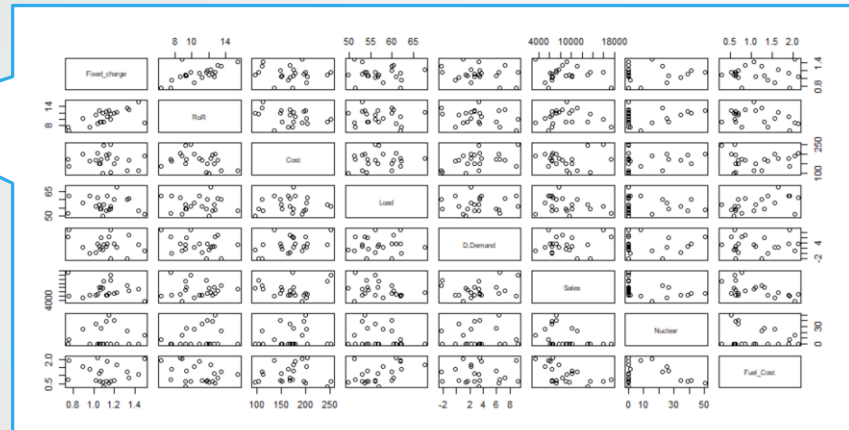 8 10 14 50 55 60 65 4000 10000 18000 0.5 1.0 1.5 2.0
Fixed_charge 0.8 1.4
8 14 RoR
Cost 100 250
50 65 Load
D.Demand -2 4
4000 Sales
Nuclear 0 30
0.5 2.0 Fuel_Cost
0.8 1.0 1.2 1.4 100 150 200 250 -2 0 2 4 6 8 0 10 30 50